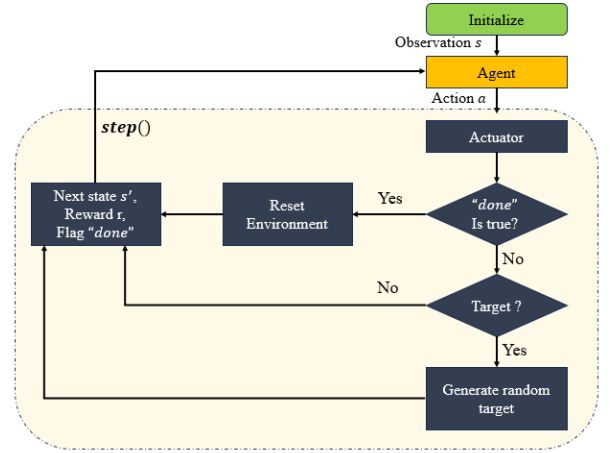 Initialize
Observation s
Agent
Action a
step()
Actuator
Next state s′,
Reward r,
Flag “done”
Reset
Environment
Yes
“done”
Is true?
No
No
Target ?
Yes
Generate random
target